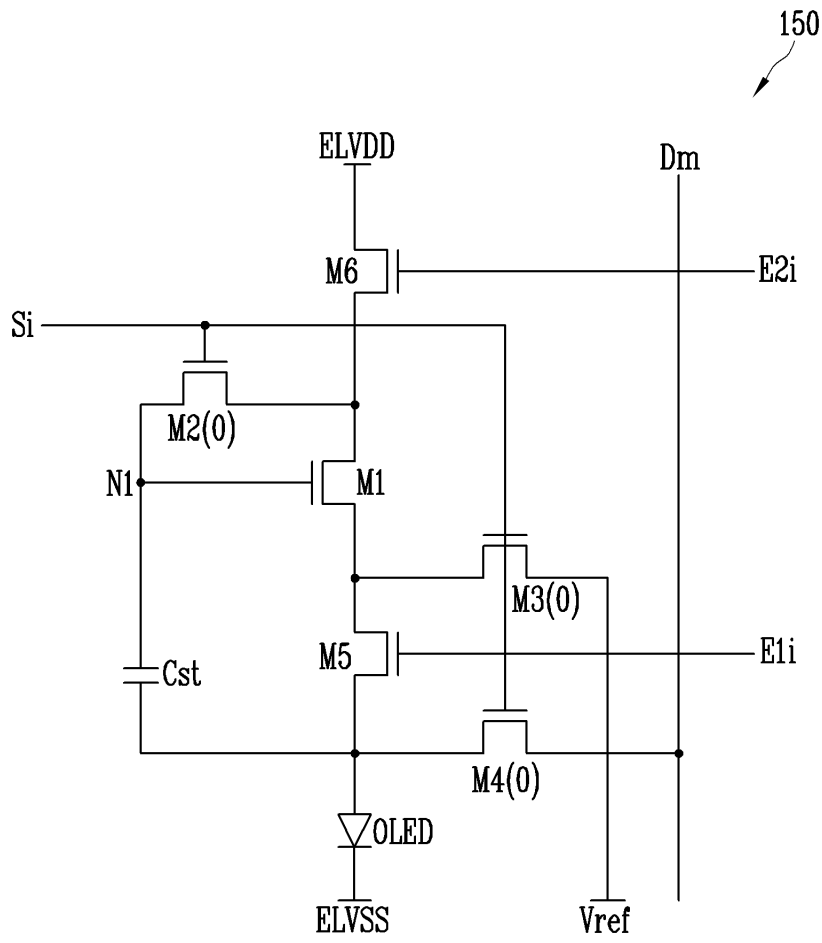 150
ELVDD
Dm
M6
E2i
Si
M2(0)
N1
M1
M3(0)
M5
E1i
Cst
M4(0)
OLED
ELVSS
Vref